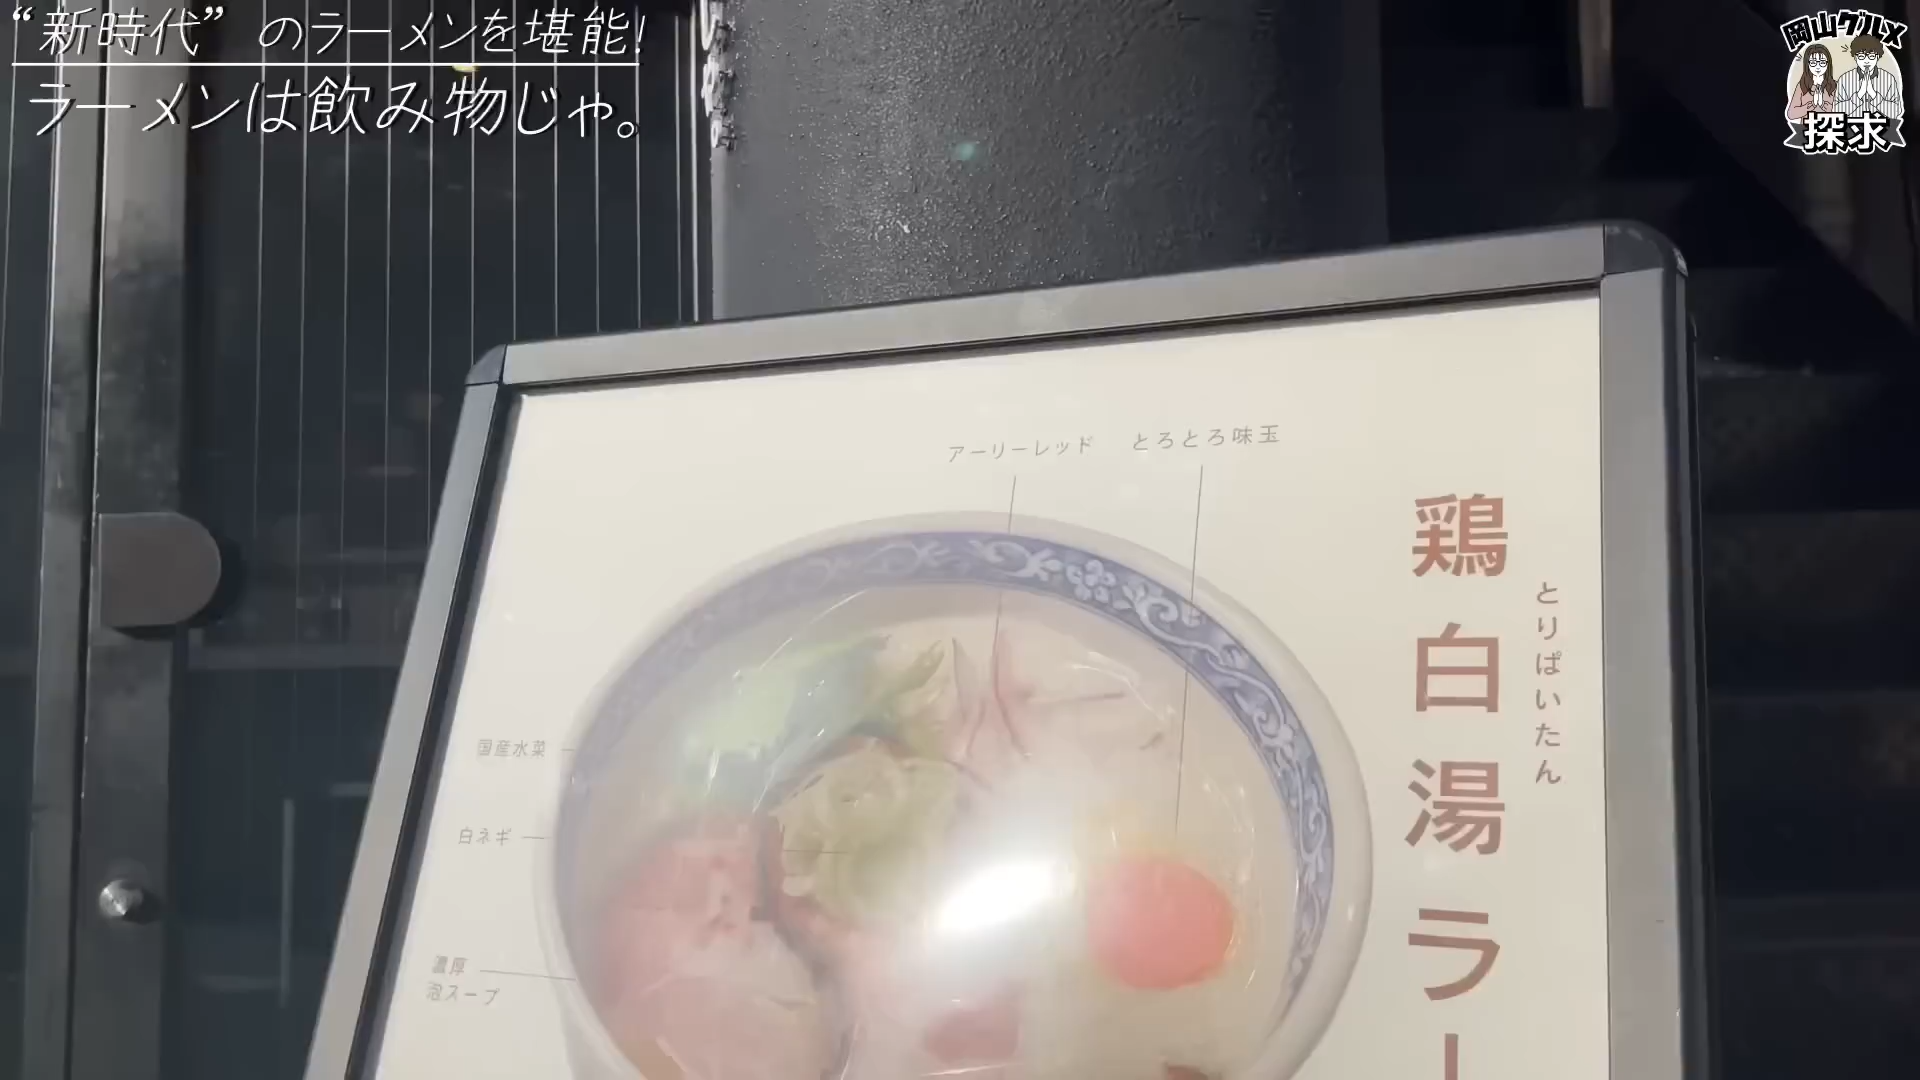 “新時代” のラーメンを堪能!
ラーメンは飲み物じゃ。
岡山グルメ
探求
アーリーレッド
とろとろ味玉
鶏白湯ラー
とりぱいたん
国産水菜
白ネギ
濃厚
泡スープ